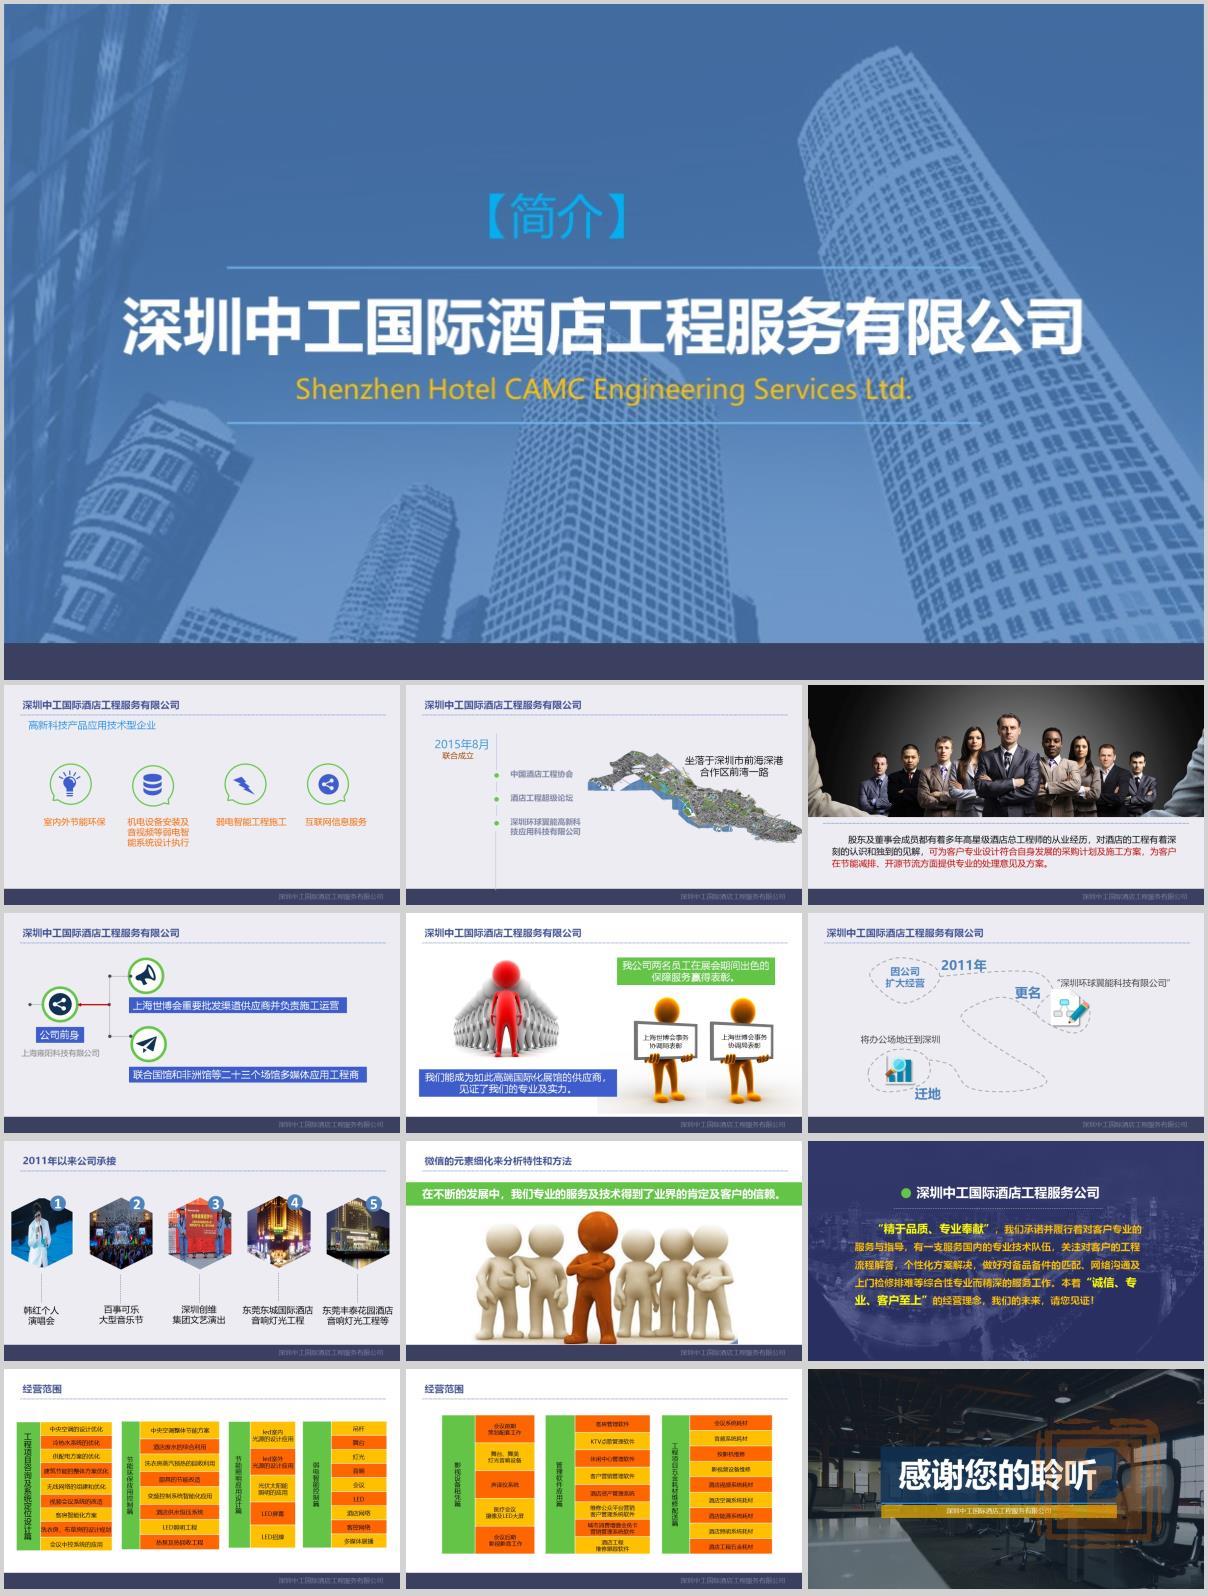 【简介】
深圳中工国际酒店工程服务有限公司
Shenzhen Hotel CAMC Engineering Services Ltd.
深圳中工国际酒店工程服务有限公司
高新科技产品应用技术型企业
室内外节能环保
机电设备安装及
音视频等弱电智
能系统设计执行
弱电智能工程施工
互联网信息服务
深圳中工国际酒店工程服务有限公司
深圳中工国际酒店工程服务有限公司
2015年8月
联合成立
中国酒店工程协会
酒店工程超级论坛
深圳环球翼能高新科
技应用科技有限公司
坐落于深圳市前海深港
合作区前湾一路
深圳中工国际酒店工程服务有限公司
股东及董事会成员都有着多年高星级酒店总工程师的从业经历，对酒店的工程有着深
刻的认识和独到的见解，可为客户专业设计符合自身发展的采购计划及施工方案，为客户
在节能减排、开源节流方面提供专业的处理意见及方案。
深圳中工国际酒店工程服务有限公司
深圳中工国际酒店工程服务有限公司
上海世博会重要批发渠道供应商并负责施工运营
公司前身
上海雍阳科技有限公司
联合国馆和非洲馆等二十三个场馆多媒体应用工程商
深圳中工国际酒店工程服务有限公司
深圳中工国际酒店工程服务有限公司
我公司两名员工在展会期间出色的
保障服务赢得表彰。
上海世博会事务
协调局表彰
上海世博会事务
协调局表彰
我们能成为如此高端国际化展馆的供应商，
见证了我们的专业及实力。
深圳中工国际酒店工程服务有限公司
深圳中工国际酒店工程服务有限公司
因公司
扩大经营
2011年
更名
“深圳环球翼能科技有限公司”
将办公场地迁到深圳
迁地
深圳中工国际酒店工程服务有限公司
2011年以来公司承接
1
2
3
4
5
韩红个人
演唱会
百事可乐
大型音乐节
深圳创维
集团文艺演出
东莞东城国际酒店
音响灯光工程
东莞丰泰花园酒店
音响灯光工程等
深圳中工国际酒店工程服务有限公司
微信的元素细化来分析特性和方法
在不断的发展中，我们专业的服务及技术得到了业界的肯定及客户的信赖。
深圳中工国际酒店工程服务有限公司
深圳中工国际酒店工程服务公司
“精于品质、专业奉献”，我们承诺并履行着对客户专业的
服务与指导，有一支服务国内的专业技术队伍，关注对客户的工程
流程解答，个性化方案解决，做好对备品备件的匹配、网络沟通及
上门检修排难等综合性专业而精深的服务工作。本着“诚信、专
业、客户至上”的经营理念，我们的未来，请您见证！
经营范围
工程项目咨询及系统定位设计篇
中央空调的设计优化
冷热水系统的优化
供配电方案的优化
建筑节能的整体方案优化
无线网络的组建和优化
视频会议系统的改造
客房智能化方案
洗衣房、布草房的设计规划
会议中控系统的应用
节能环保应用控制篇
中央空调整体节能方案
酒店废水的综合利用
洗衣房蒸汽预热的回收利用
厨具的节能改造
变频控制系统智能化应用
酒店供水恒压系统
LED照明工程
热泵及热回收工程
节能照明应用设计篇
led室内
光源的设计应用
led室外
光源的设计应用
光伏太阳能
照明的应用
LED屏幕
LED招牌
弱电智能控制篇
吊杆
舞台
灯光
音响
会议
LED
酒店网络
客控网络
多媒体展播
深圳中工国际酒店工程服务有限公司
经营范围
影视设备租凭篇
会议前期
策划配套工作
舞台、舞美
灯光音响设备
声译仪系统
医疗会议
摄像及LED大屏
会议后期
影视剪辑工作
管理软件应用篇
客房管理软件
KTV点歌管理软件
休闲中心管理软件
客户营销管理软件
酒店资产管理系统
维修公众平台营销
客户管理系统软件
城市消费增值会员卡
营销管理系统软件
酒店工程
维修跟踪软件
工程项目五金耗材维修配送篇
会议系统耗材
音频系统耗材
投影机维修
影视频设备维修
酒店视频系统耗材
酒店空调系统耗材
酒店能源系统耗材
酒店照明系统耗材
酒店工程五金耗材
深圳中工国际酒店工程服务有限公司
感谢您的聆听
深圳中工国际酒店工程服务有限公司